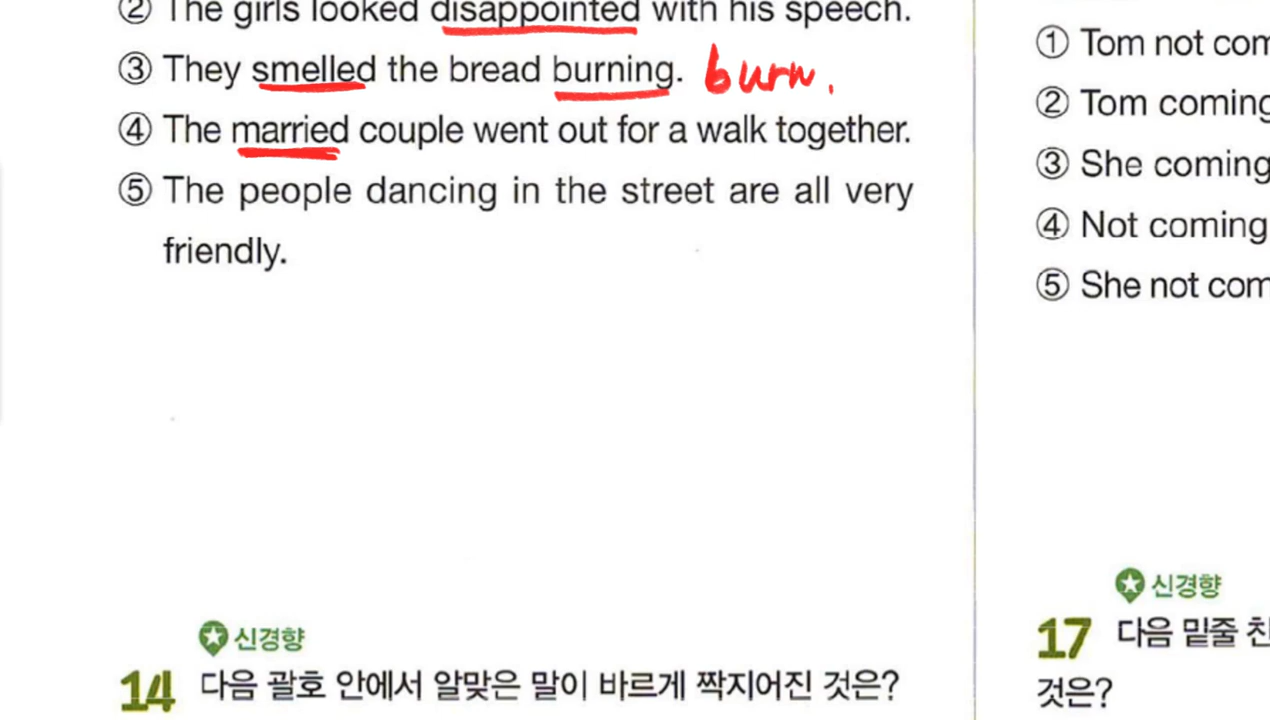 ② The girls looked disappointed with his speech.
③ They smelled the bread burning. burn.
④ The married couple went out for a walk together.
⑤ The people dancing in the street are all very
friendly.
신경향
14 다음 괄호 안에서 알맞은 말이 바르게 짝지어진 것은?
① Tom not com
② Tom coming
③ She coming
④ Not coming
⑤ She not com
신경향
17 다음 밑줄 친
것은?